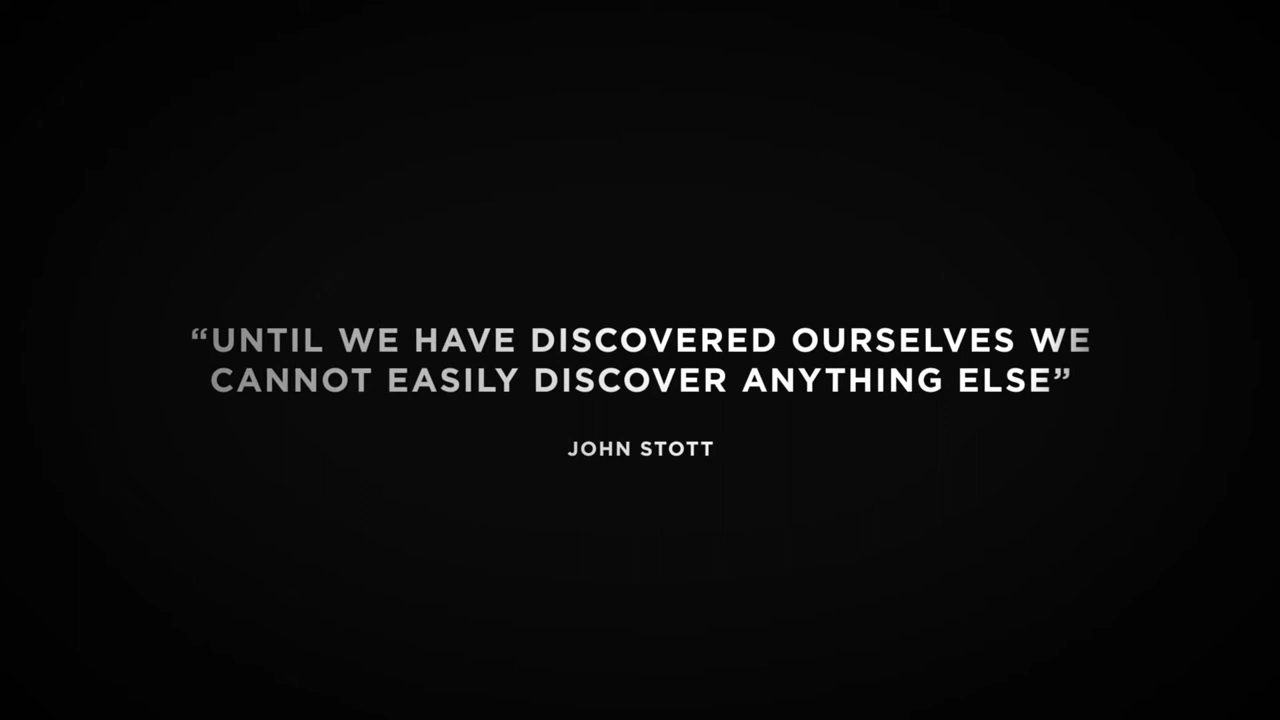 “UNTIL WE HAVE DISCOVERED OURSELVES WE
CANNOT EASILY DISCOVER ANYTHING ELSE”
JOHN STOTT